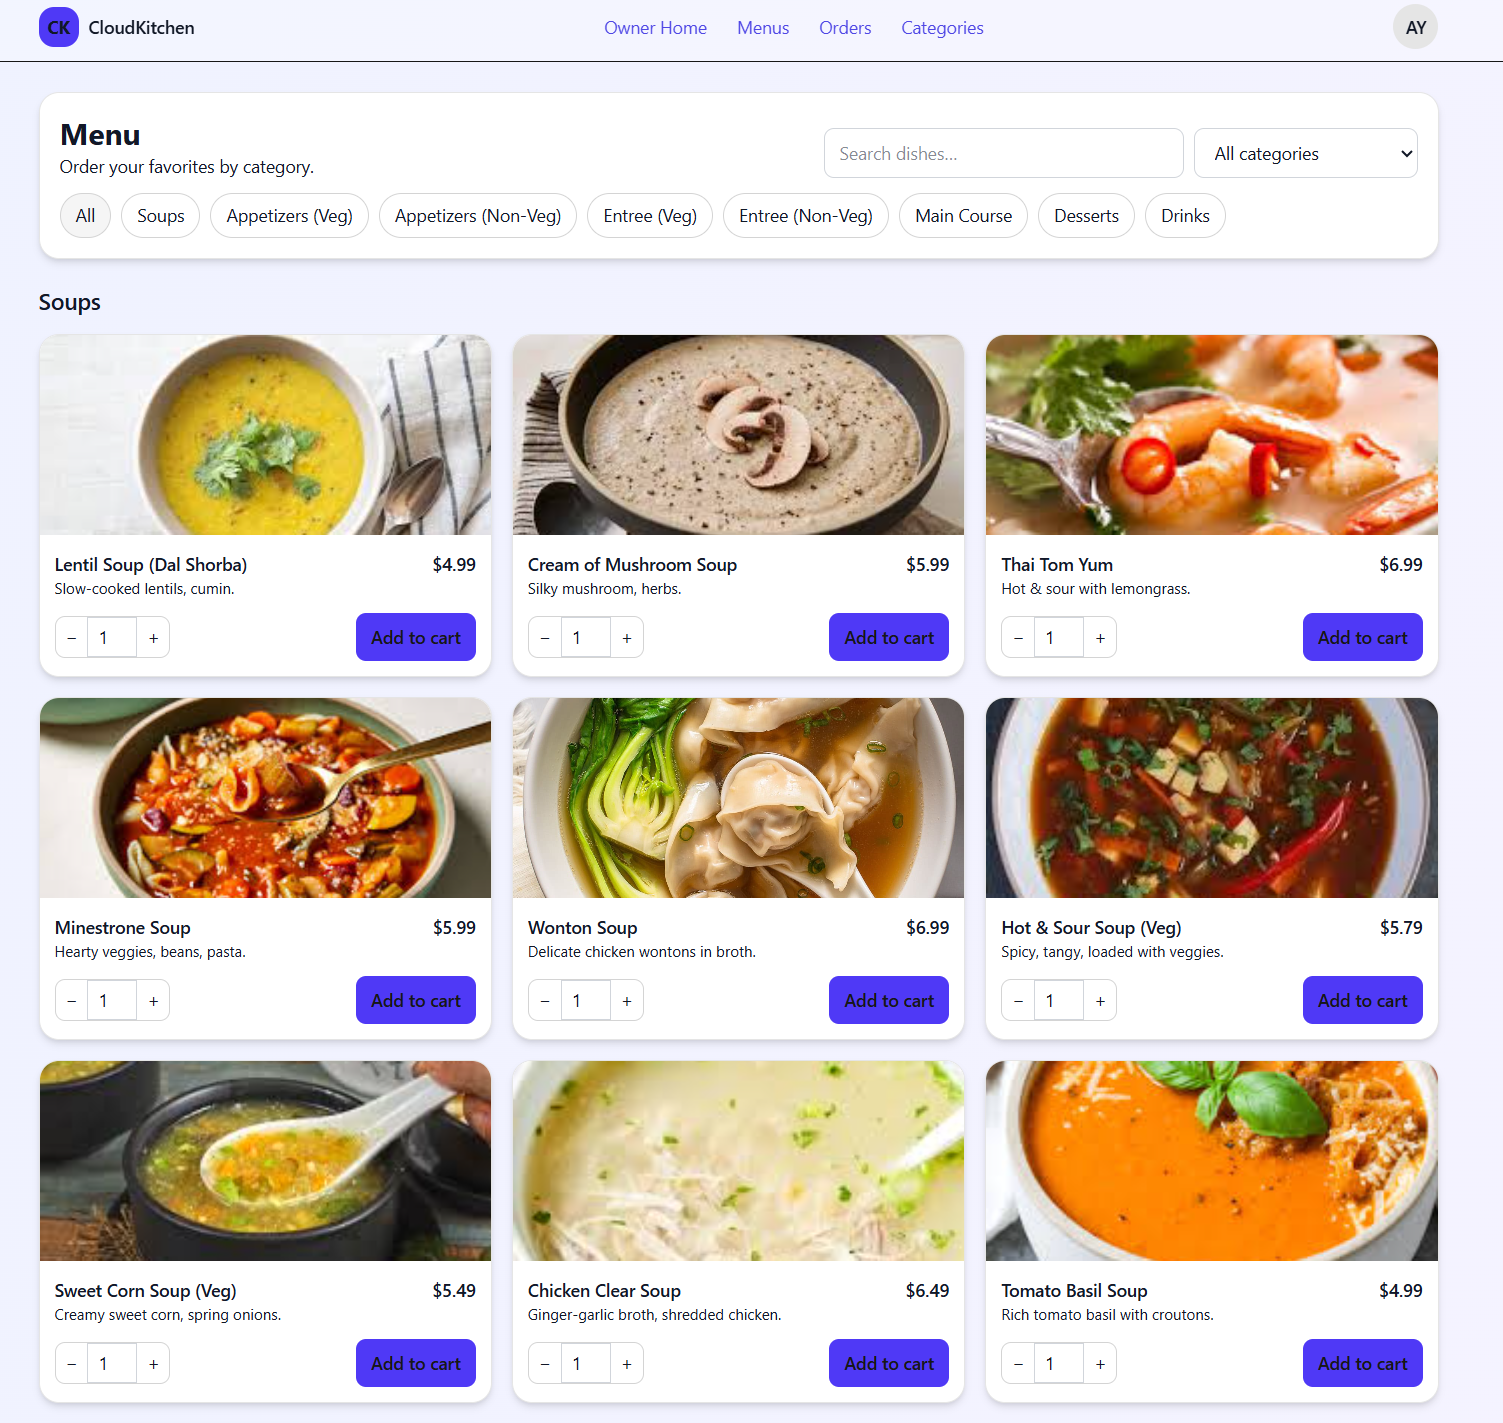 CK CloudKitchen Owner Home Menus Orders Categories AY
Menu
Order your favorites by category.
Search dishes... All categories
All Soups Appetizers (Veg) Appetizers (Non-Veg) Entree (Veg) Entree (Non-Veg) Main Course Desserts Drinks
Soups
Lentil Soup (Dal Shorba) $4.99
Slow-cooked lentils, cumin.
− 1 + Add to cart
Cream of Mushroom Soup $5.99
Silky mushroom, herbs.
− 1 + Add to cart
Thai Tom Yum $6.99
Hot & sour with lemongrass.
− 1 + Add to cart
Minestrone Soup $5.99
Hearty veggies, beans, pasta.
− 1 + Add to cart
Wonton Soup $6.99
Delicate chicken wontons in broth.
− 1 + Add to cart
Hot & Sour Soup (Veg) $5.79
Spicy, tangy, loaded with veggies.
− 1 + Add to cart
Sweet Corn Soup (Veg) $5.49
Creamy sweet corn, spring onions.
− 1 + Add to cart
Chicken Clear Soup $6.49
Ginger-garlic broth, shredded chicken.
− 1 + Add to cart
Tomato Basil Soup $4.99
Rich tomato basil with croutons.
− 1 + Add to cart